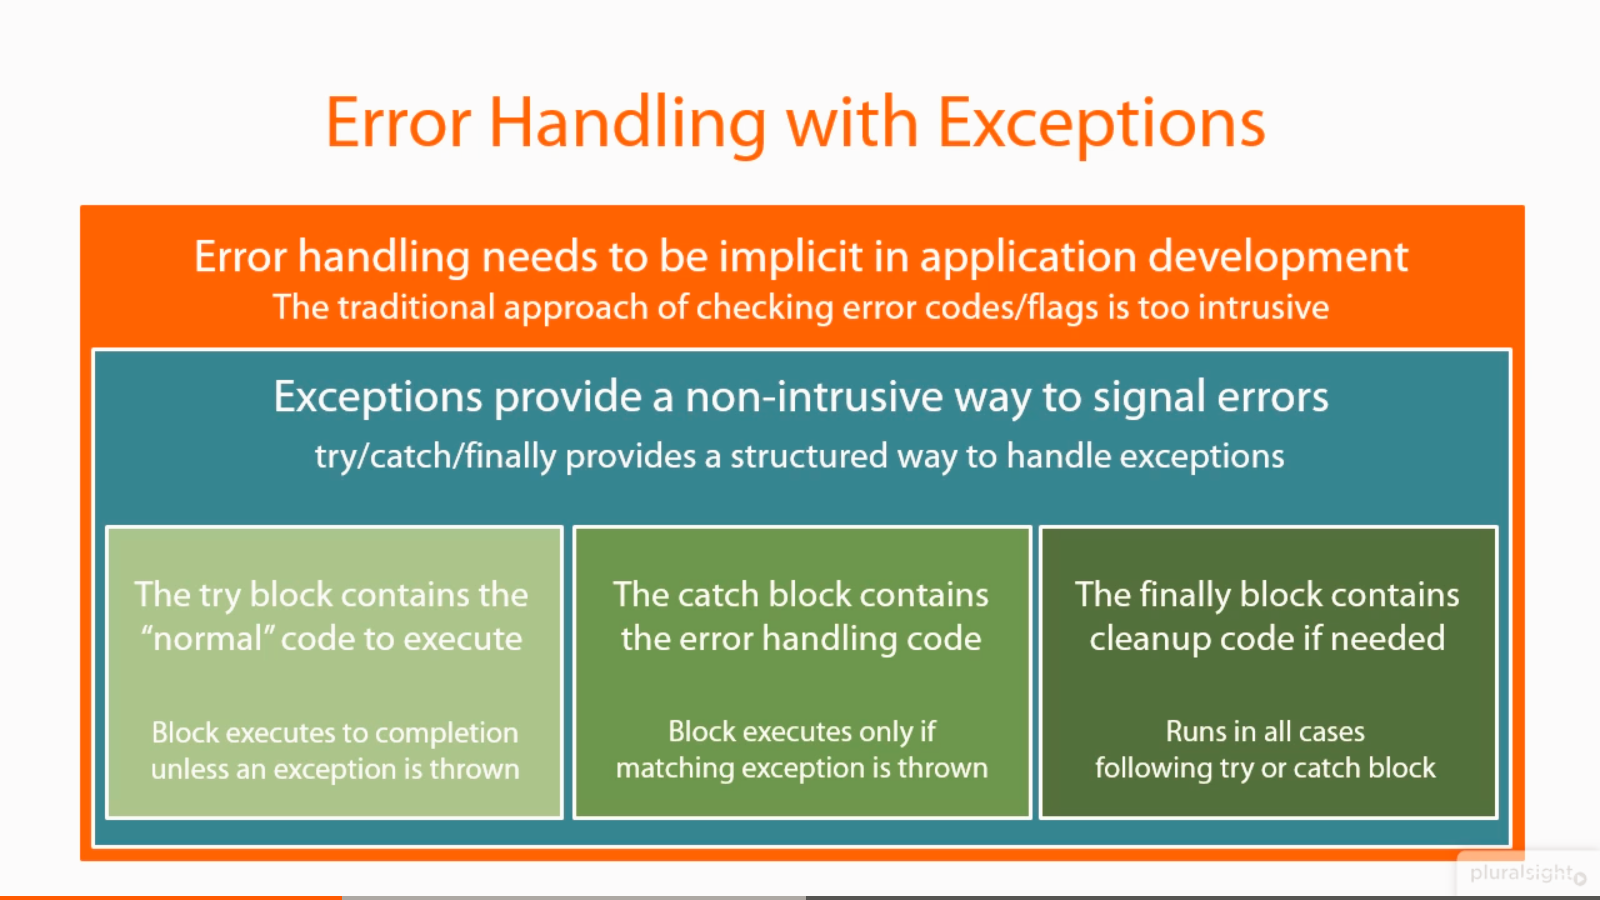 Error Handling with Exceptions
Error handling needs to be implicit in application development
The traditional approach of checking error codes/flags is too intrusive
Exceptions provide a non-intrusive way to signal errors
try/catch/finally provides a structured way to handle exceptions
The try block contains the
“normal” code to execute
Block executes to completion
unless an exception is thrown
The catch block contains
the error handling code
Block executes only if
matching exception is thrown
The finally block contains
cleanup code if needed
Runs in all cases
following try or catch block
pluralsight